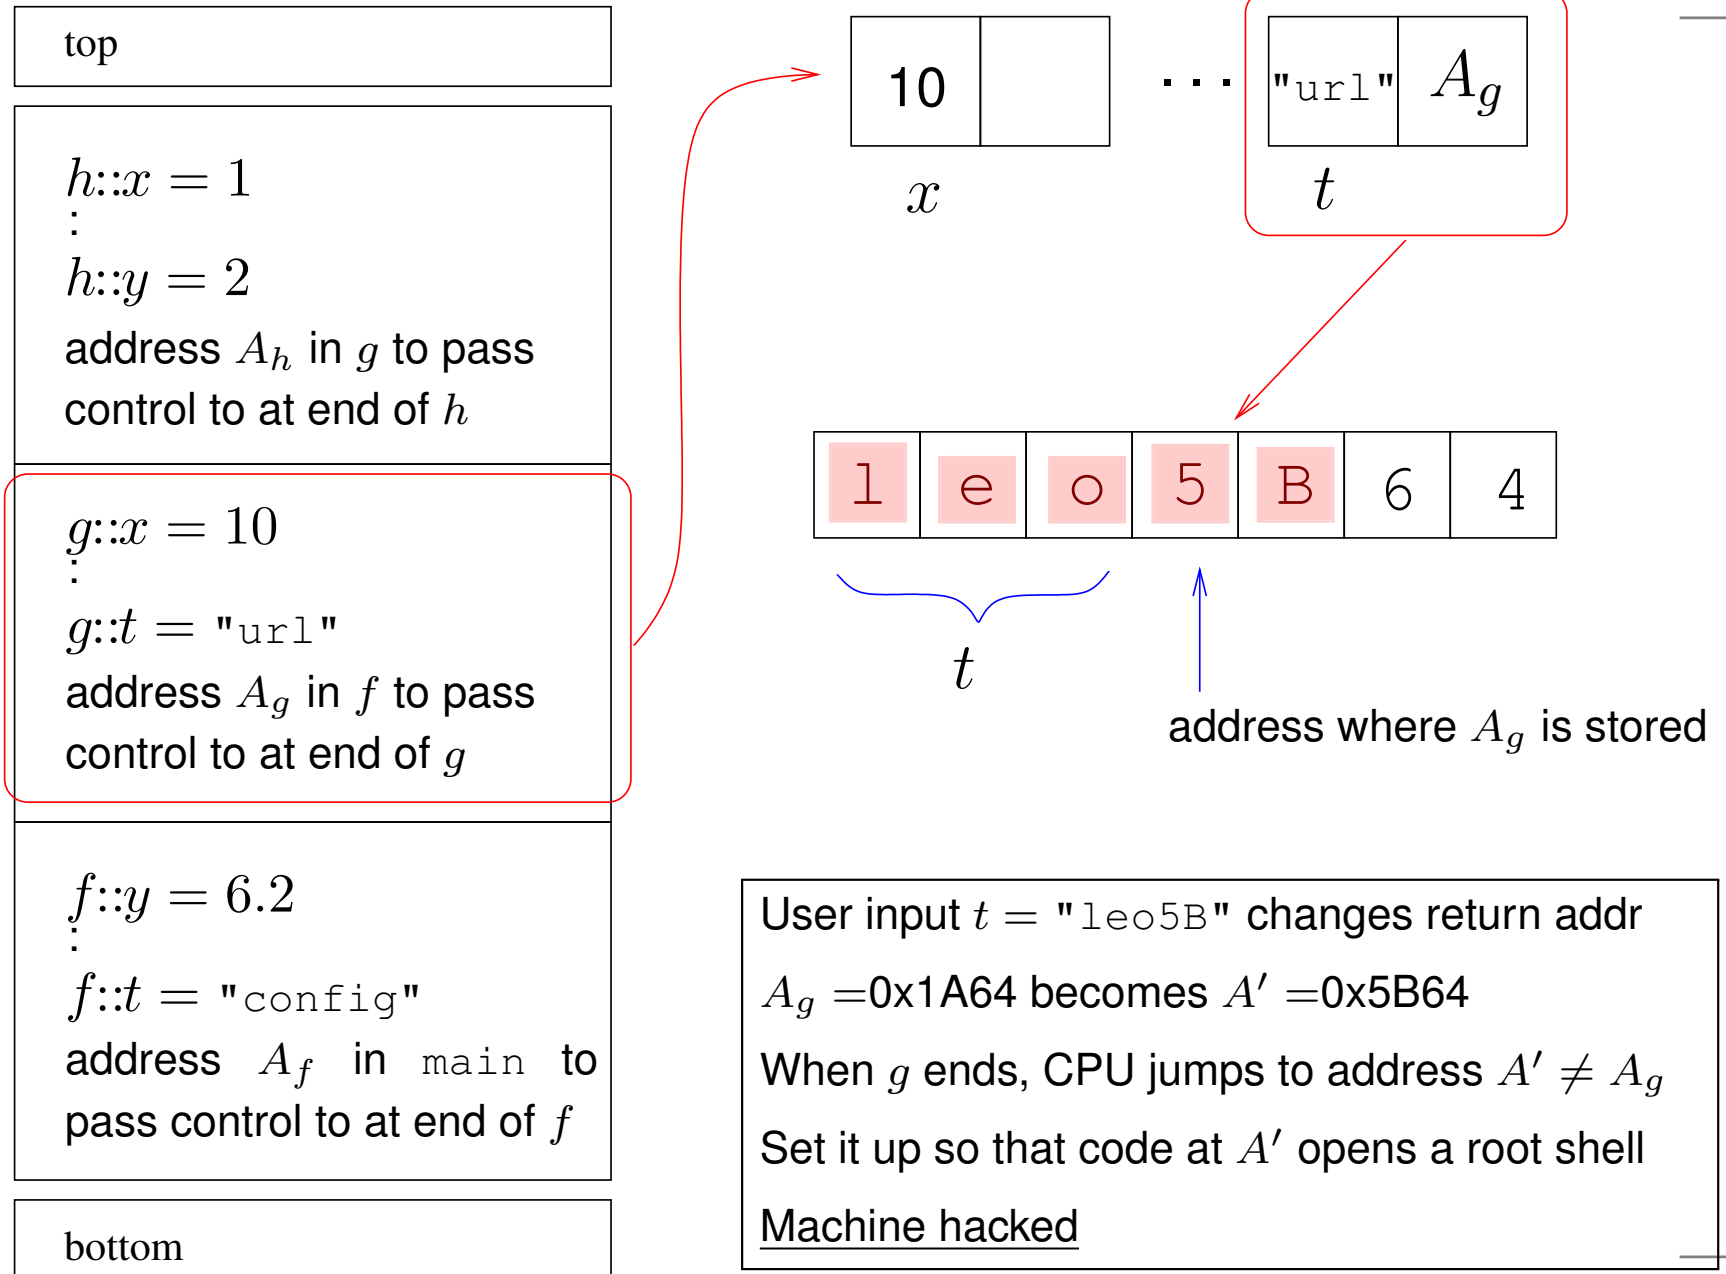 top
h::x = 1
⋮
h::y = 2
address A_h in g to pass
control to at end of h
g::x = 10
⋮
g::t = "url"
address A_g in f to pass
control to at end of g
f::y = 6.2
⋮
f::t = "config"
address A_f in main to
pass control to at end of f
bottom
10 ··· "url" A_g
x t
l e o 5 B 6 4
t
address where A_g is stored
User input t = "leo5B" changes return addr
A_g =0x1A64 becomes A′ =0x5B64
When g ends, CPU jumps to address A′ ≠ A_g
Set it up so that code at A′ opens a root shell
Machine hacked